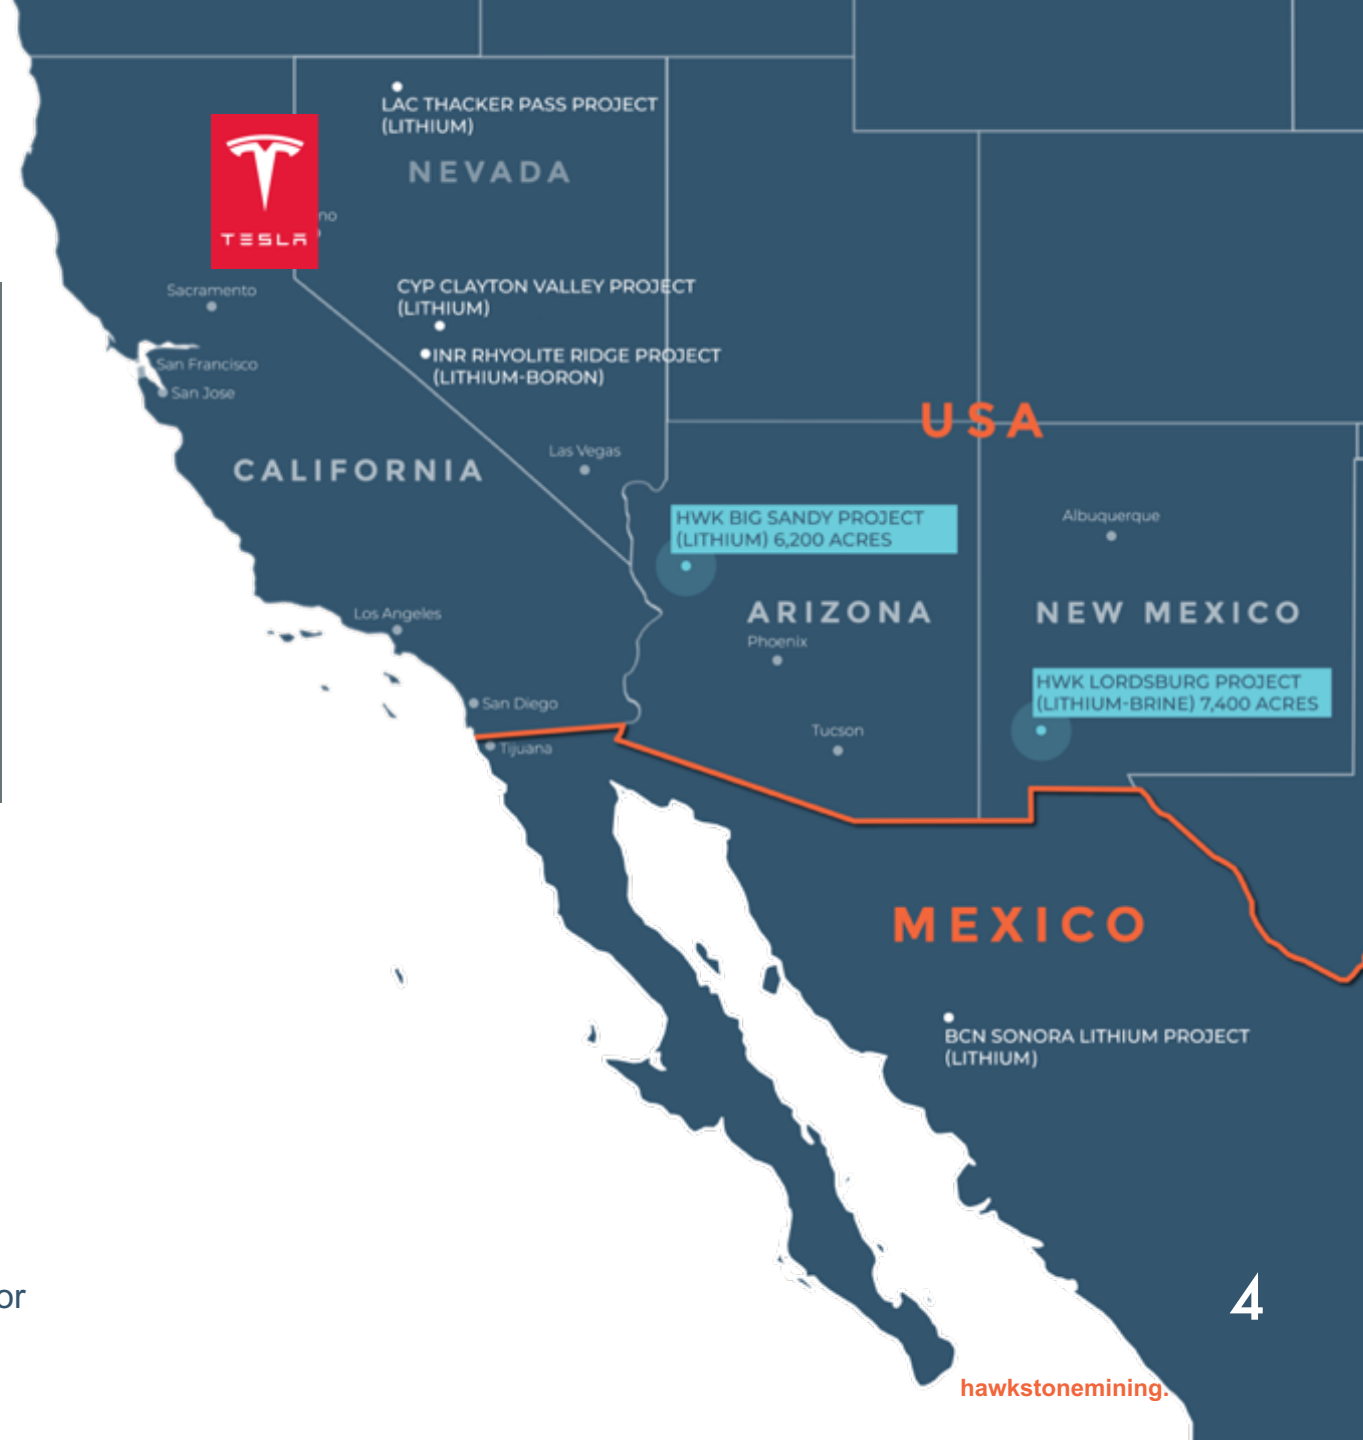 LAC THACKER PASS PROJECT
(LITHIUM)
NEVADA
TESLA
no
CYP CLAYTON VALLEY PROJECT
(LITHIUM)
Sacramento
INR RHYOLITE RIDGE PROJECT
(LITHIUM-BORON)
San Francisco
San Jose
USA
Las Vegas
CALIFORNIA
HWK BIG SANDY PROJECT
(LITHIUM) 6,200 ACRES
Albuquerque
Los Angeles
ARIZONA
NEW MEXICO
Phoenix
HWK LORDSBURG PROJECT
(LITHIUM-BRINE) 7,400 ACRES
San Diego
Tucson
Tijuana
MEXICO
BCN SONORA LITHIUM PROJECT
(LITHIUM)
or
4
hawkstonemining.